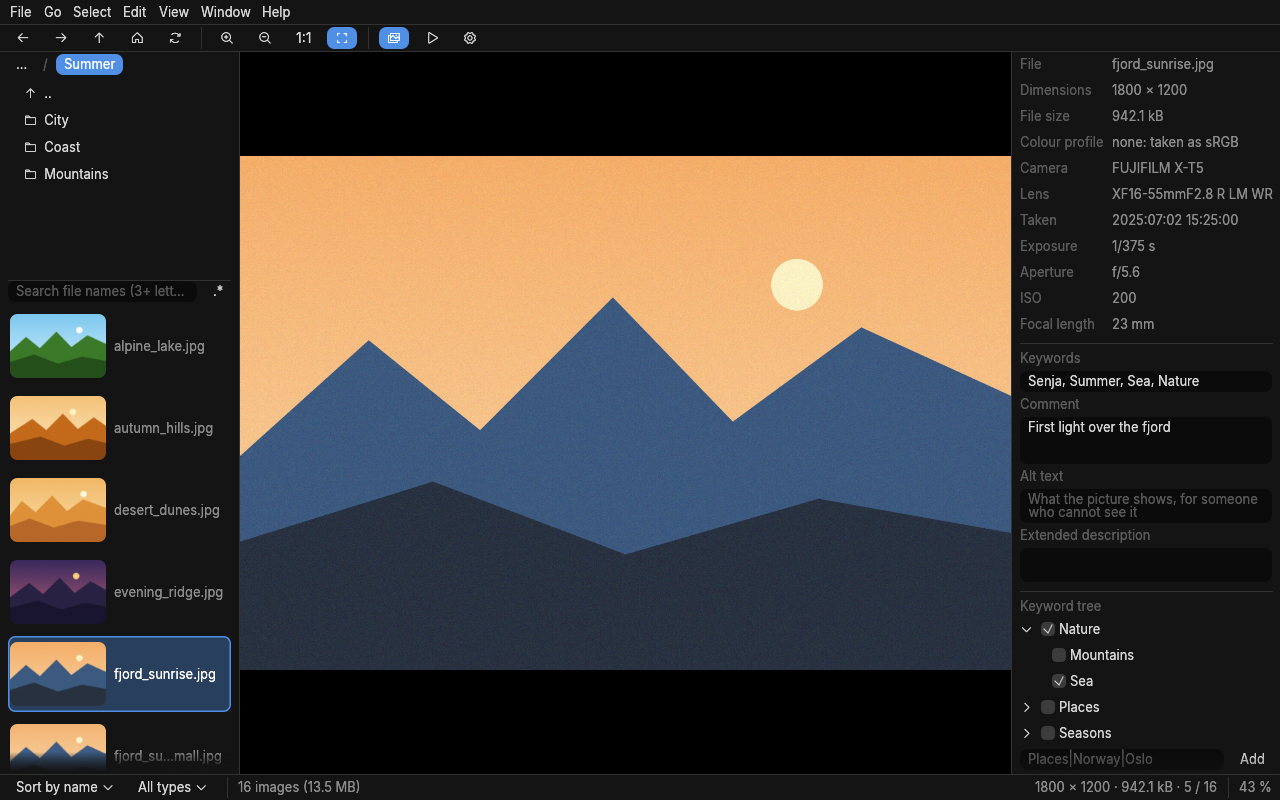 File Go Select Edit View Window Help
1:1
... / Summer
..
City
Coast
Mountains
Search file names (3+ lett... .*
alpine_lake.jpg
autumn_hills.jpg
desert_dunes.jpg
evening_ridge.jpg
fjord_sunrise.jpg
fjord_su...mall.jpg
File fjord_sunrise.jpg
Dimensions 1800 × 1200
File size 942.1 kB
Colour profile none: taken as sRGB
Camera FUJIFILM X-T5
Lens XF16-55mmF2.8 R LM WR
Taken 2025:07:02 15:25:00
Exposure 1/375 s
Aperture f/5.6
ISO 200
Focal length 23 mm
Keywords
Senja, Summer, Sea, Nature
Comment
First light over the fjord
Alt text
What the picture shows, for someone
who cannot see it
Extended description
Keyword tree
Nature
Mountains
Sea
Places
Seasons
Places|Norway|Oslo Add
Sort by name All types 16 images (13.5 MB) 1800 × 1200 · 942.1 kB · 5 / 16 43 %